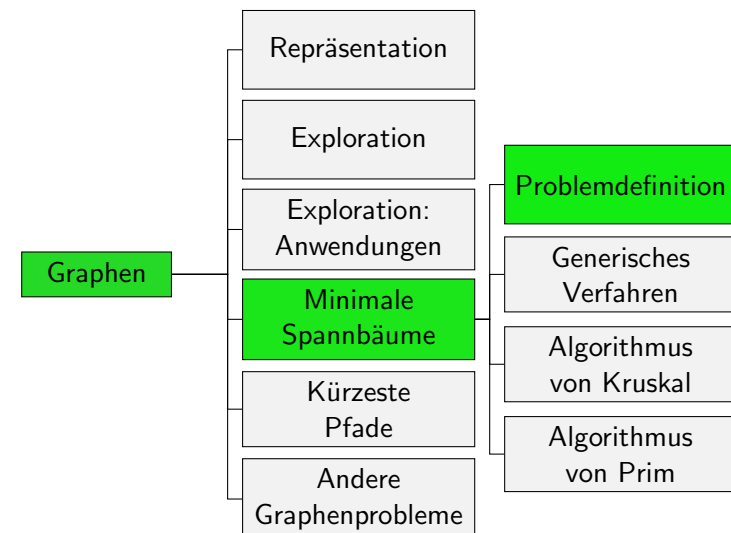 Graphen
Repräsentation
Exploration
Exploration:
Anwendungen
Minimale
Spannbäume
Kürzeste
Pfade
Andere
Graphenprobleme
Problemdefinition
Generisches
Verfahren
Algorithmus
von Kruskal
Algorithmus
von Prim